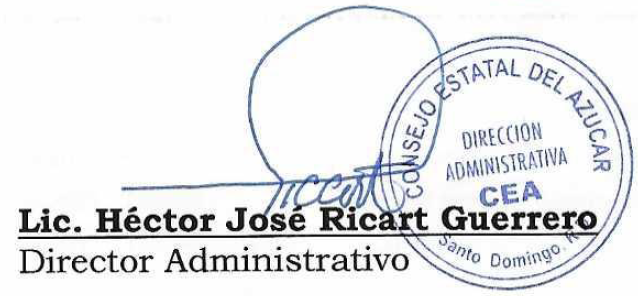 CONSEJO ESTATAL DEL AZUCAR
DIRECCION
ADMINISTRATIVA
CEA
Santo Domingo, R
Lic. Héctor José Ricart Guerrero
Director Administrativo